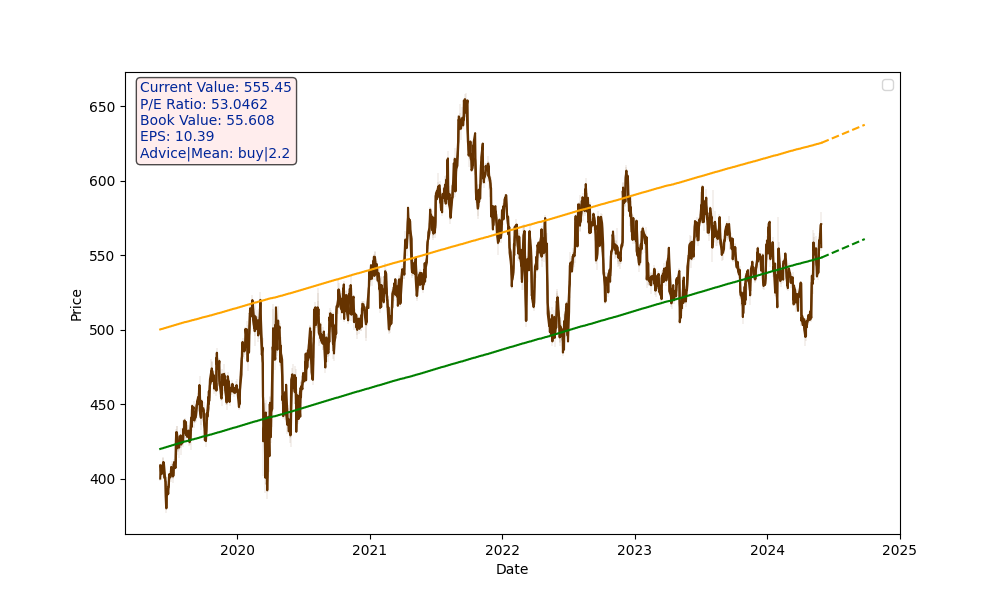 Current Value: 555.45
P/E Ratio: 53.0462
Book Value: 55.608
EPS: 10.39
Advice|Mean: buy|2.2
650
600
550
500
450
400
Price
2020 2021 2022 2023 2024 2025
Date